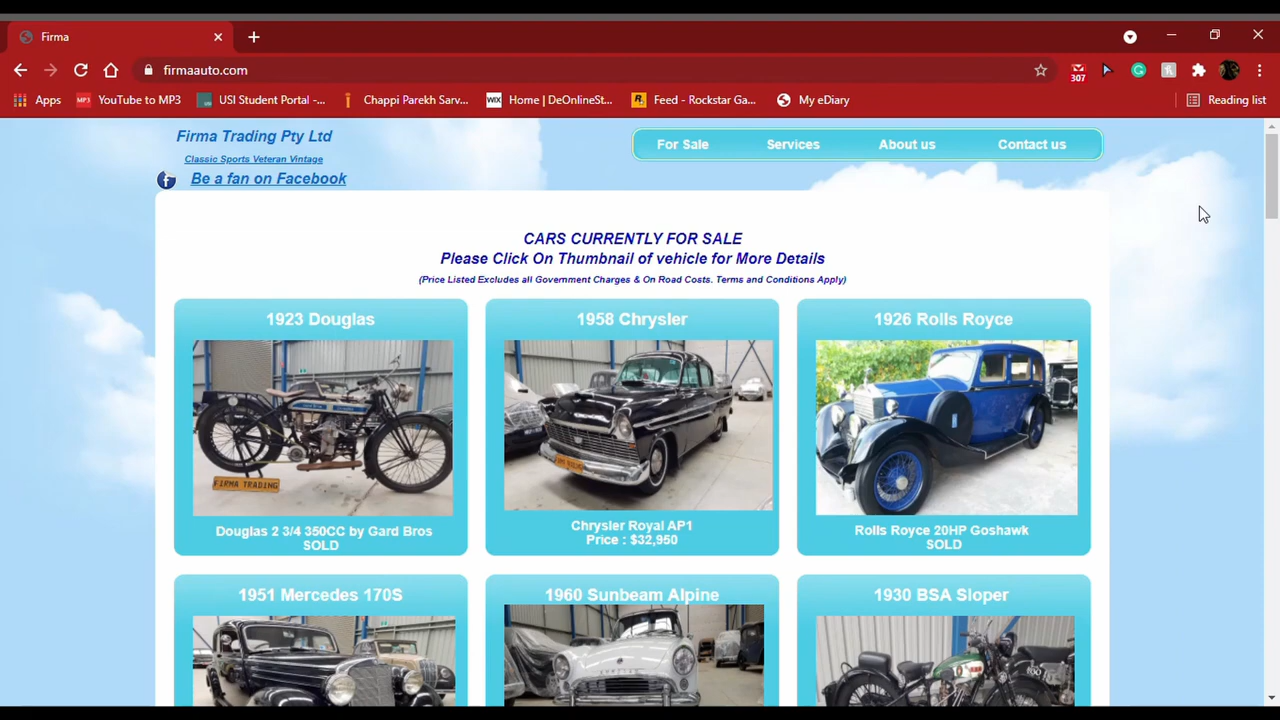 Firma
firmaauto.com
307
Apps
YouTube to MP3
USI Student Portal -...
Chappi Parekh Sarv...
WIX
Home | DeOnlineSt...
Feed - Rockstar Ga...
My eDiary
Reading list
Firma Trading Pty Ltd
Classic Sports Veteran Vintage
Be a fan on Facebook
For Sale
Services
About us
Contact us
CARS CURRENTLY FOR SALE
Please Click On Thumbnail of vehicle for More Details
(Price Listed Excludes all Government Charges & On Road Costs. Terms and Conditions Apply)
1923 Douglas
FIRMA TRADING
Douglas 2 3/4 350CC by Gard Bros
SOLD
1958 Chrysler
Chrysler Royal AP1
Price : $32,950
1926 Rolls Royce
Rolls Royce 20HP Goshawk
SOLD
1951 Mercedes 170S
1960 Sunbeam Alpine
1930 BSA Sloper